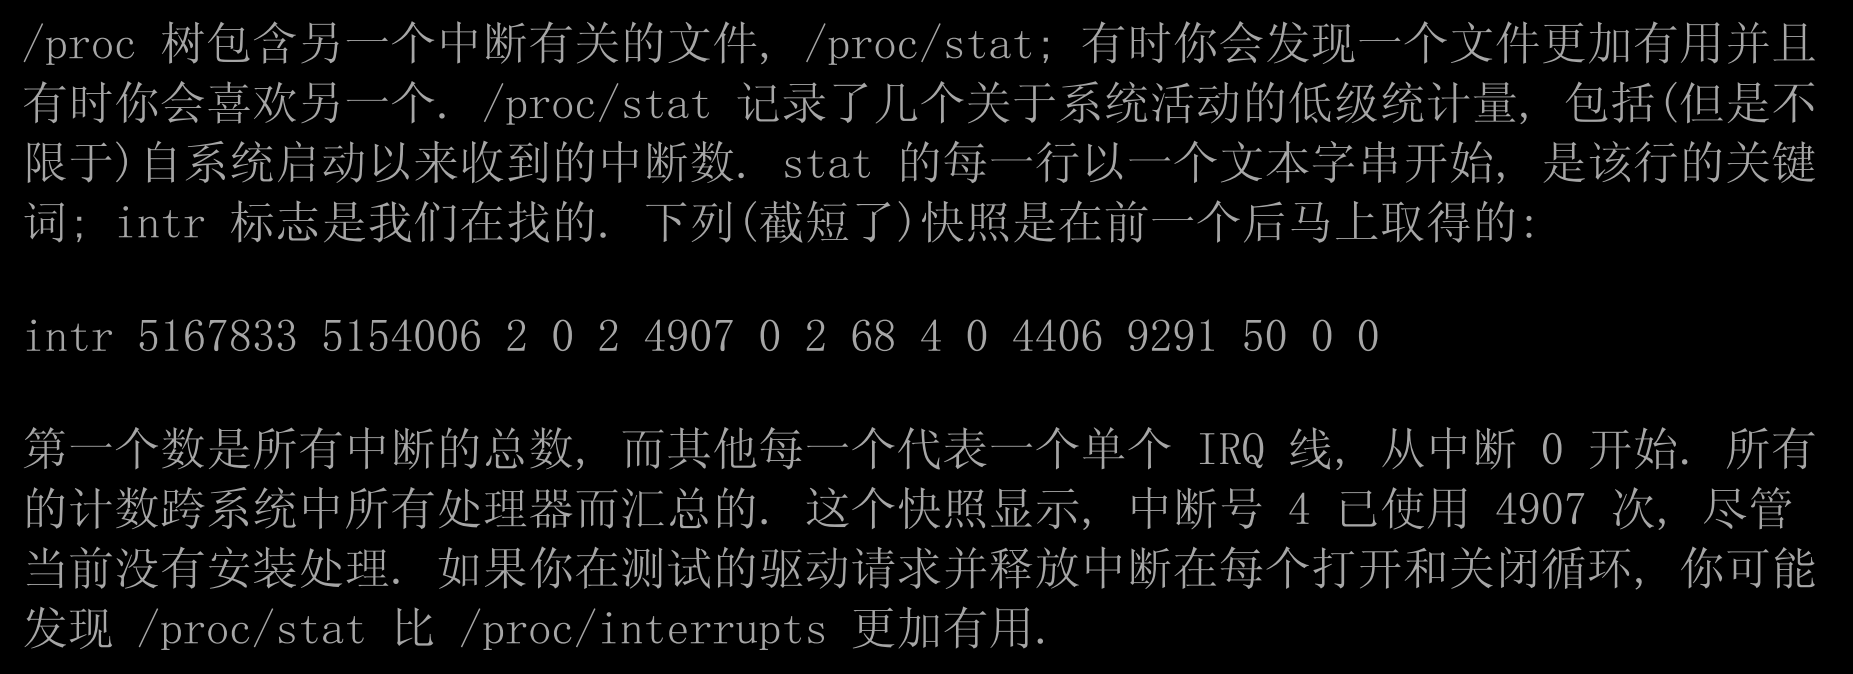 /proc 树包含另一个中断有关的文件, /proc/stat; 有时你会发现一个文件更加有用并且
有时你会喜欢另一个. /proc/stat 记录了几个关于系统活动的低级统计量, 包括(但是不
限于)自系统启动以来收到的中断数. stat 的每一行以一个文本字串开始, 是该行的关键
词; intr 标志是我们在找的. 下列(截短了)快照是在前一个后马上取得的:
intr 5167833 5154006 2 0 2 4907 0 2 68 4 0 4406 9291 50 0 0
第一个数是所有中断的总数, 而其他每一个代表一个单个 IRQ 线, 从中断 0 开始. 所有
的计数跨系统中所有处理器而汇总的. 这个快照显示, 中断号 4 已使用 4907 次, 尽管
当前没有安装处理. 如果你在测试的驱动请求并释放中断在每个打开和关闭循环, 你可能
发现 /proc/stat 比 /proc/interrupts 更加有用.